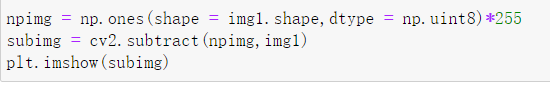 npimg = np.ones(shape = img1.shape,dtype = np.uint8)*255
subimg = cv2.subtract(npimg,img1)
plt.imshow(subimg)